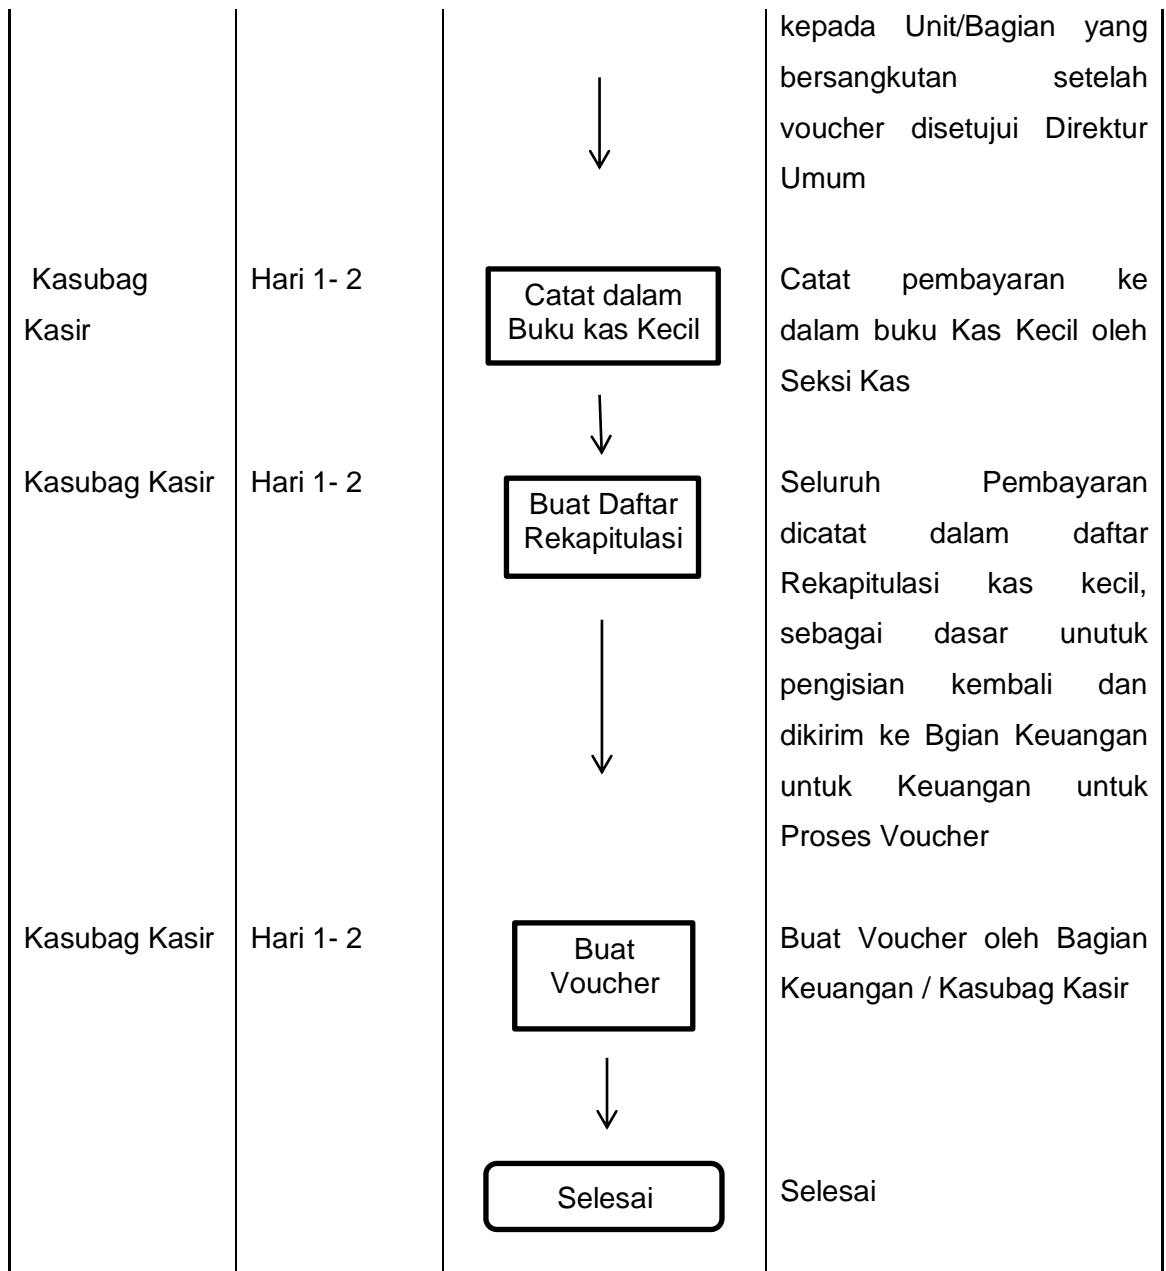 kepada Unit/Bagian yang
bersangkutan setelah
voucher disetujui Direktur
Umum
Kasubag
Kasir
Hari 1- 2
Catat dalam
Buku kas Kecil
Catat pembayaran ke
dalam buku Kas Kecil oleh
Seksi Kas
Kasubag Kasir
Hari 1- 2
Buat Daftar
Rekapitulasi
Seluruh Pembayaran
dicatat dalam daftar
Rekapitulasi kas kecil,
sebagai dasar unutuk
pengisian kembali dan
dikirim ke Bgian Keuangan
untuk Keuangan untuk
Proses Voucher
Kasubag Kasir
Hari 1- 2
Buat
Voucher
Buat Voucher oleh Bagian
Keuangan / Kasubag Kasir
Selesai
Selesai